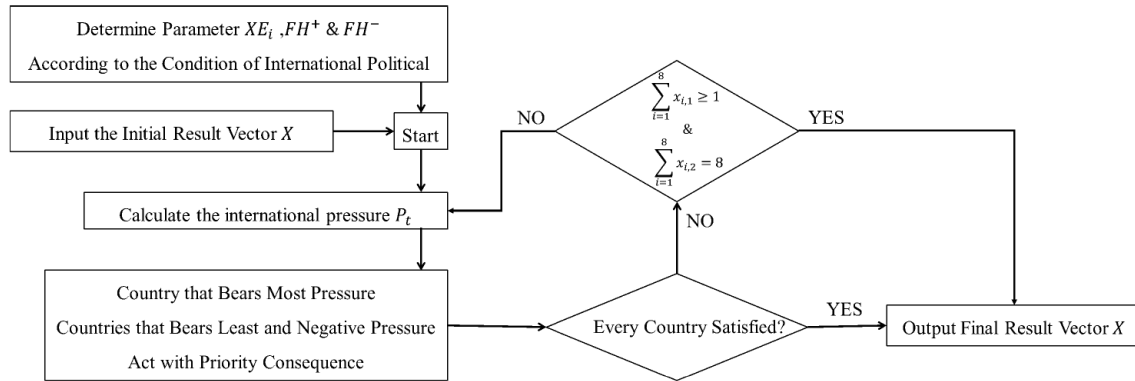 Determine Parameter XE_i ,FH⁺ & FH⁻
According to the Condition of International Political
Input the Initial Result Vector X
Start
Calculate the international pressure P_t
Country that Bears Most Pressure
Countries that Bears Least and Negative Pressure
Act with Priority Consequence
Every Country Satisfied?
NO
YES
∑_{i=1}^{8} x_{i,1} ≥ 1
&
∑_{i=1}^{8} x_{i,2} = 8
NO
YES
Output Final Result Vector X